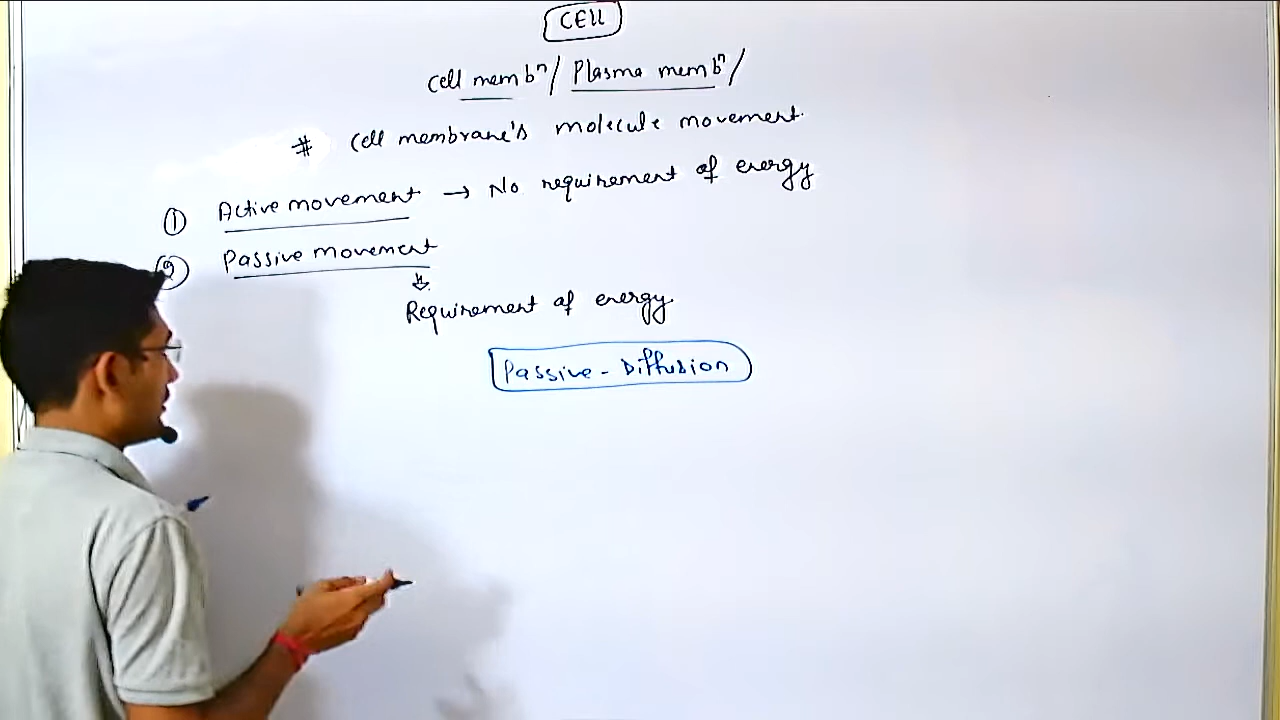 CELL
Cell membⁿ/ Plasma membⁿ/
# Cell membrane's molecule movement.
① Active movement → No requirement of energy
② Passive movement
⇓
Requirement of energy.
Passive - Diffusion